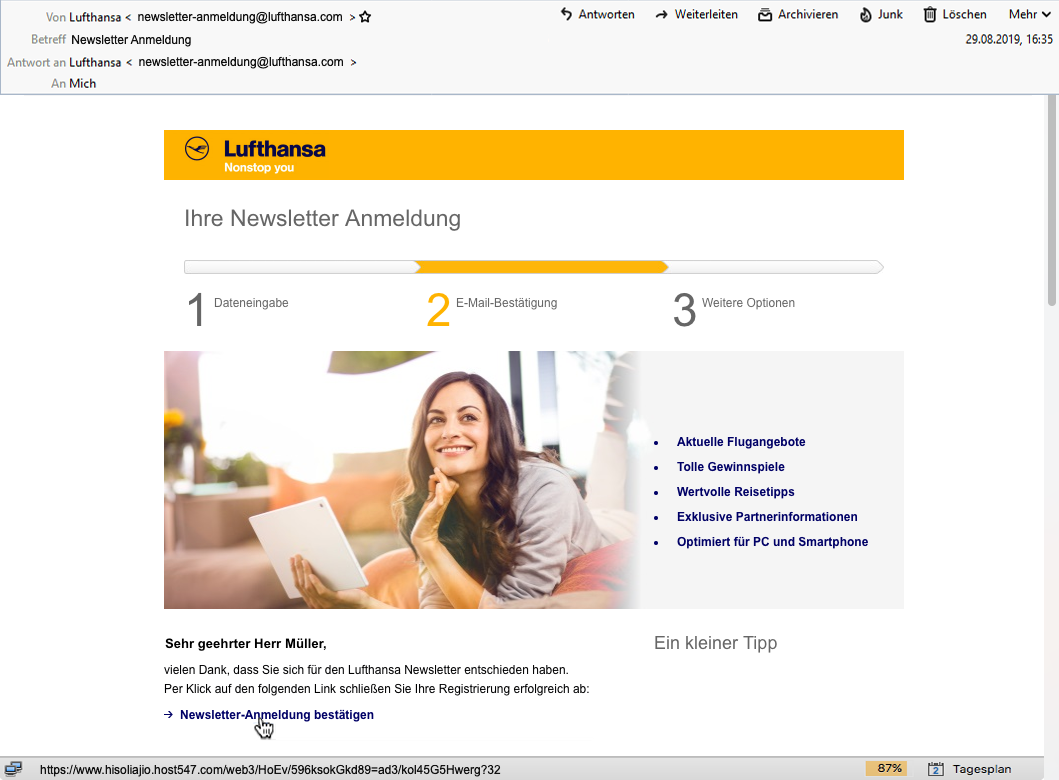 Von Lufthansa < newsletter-anmeldung@lufthansa.com >
Antworten Weiterleiten Archivieren Junk Löschen Mehr
Betreff Newsletter Anmeldung
29.08.2019, 16:35
Antwort an Lufthansa < newsletter-anmeldung@lufthansa.com >
An Mich
Lufthansa
Nonstop you
Ihre Newsletter Anmeldung
1 Dateneingabe
2 E-Mail-Bestätigung
3 Weitere Optionen
• Aktuelle Flugangebote
• Tolle Gewinnspiele
• Wertvolle Reisetipps
• Exklusive Partnerinformationen
• Optimiert für PC und Smartphone
Sehr geehrter Herr Müller,
vielen Dank, dass Sie sich für den Lufthansa Newsletter entschieden haben.
Per Klick auf den folgenden Link schließen Sie Ihre Registrierung erfolgreich ab:
→ Newsletter-Anmeldung bestätigen
Ein kleiner Tipp
https://www.hisoliajio.host547.com/web3/HoEv/596ksokGkd89=ad3/kol45G5Hwerg?32
87%
2 Tagesplan